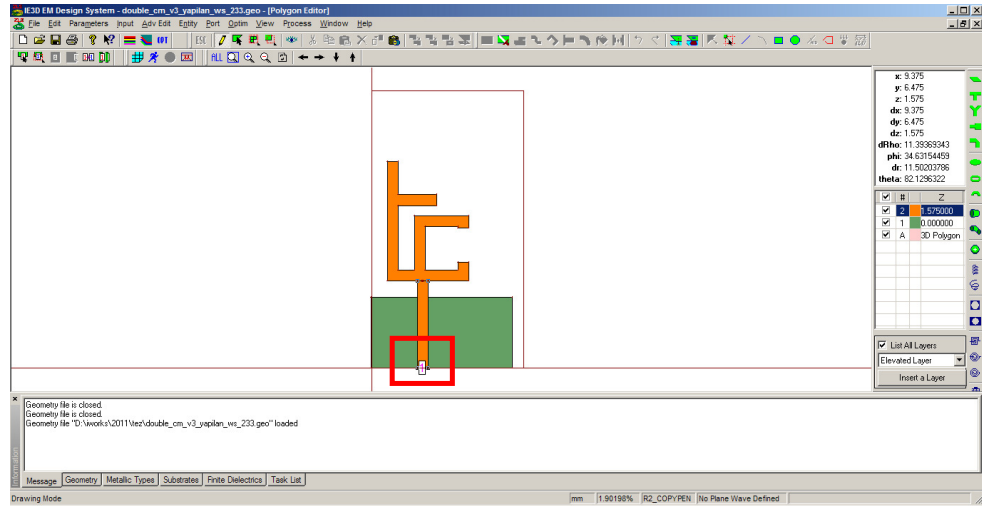 IE3D EM Design System - double_cm_v3_yapilan_ws_233.geo - [Polygon Editor]
File Edit Parameters Input Adv Edit Entity Port Optim View Process Window Help
ALL
x: 9.375
y: 6.475
z: 1.575
dx: 9.375
dy: 6.475
dz: 1.575
dRho: 11.39369343
phi: 34.63154459
dr: 11.50203786
theta: 82.1296322
# Z
2 1.575000
1 0.000000
A 3D Polygon
List All Layers
Elevated Layer
Insert a Layer
1
Geometry file is closed.
Geometry file is closed.
Geometry file "D:\iworks\2011\tez\double_cm_v3_yapilan_ws_233.geo" loaded
Message Geometry Metallic Types Substrates Finite Dielectrics Task List
Drawing Mode mm 1.90198% R2_COPYPEN No Plane Wave Defined